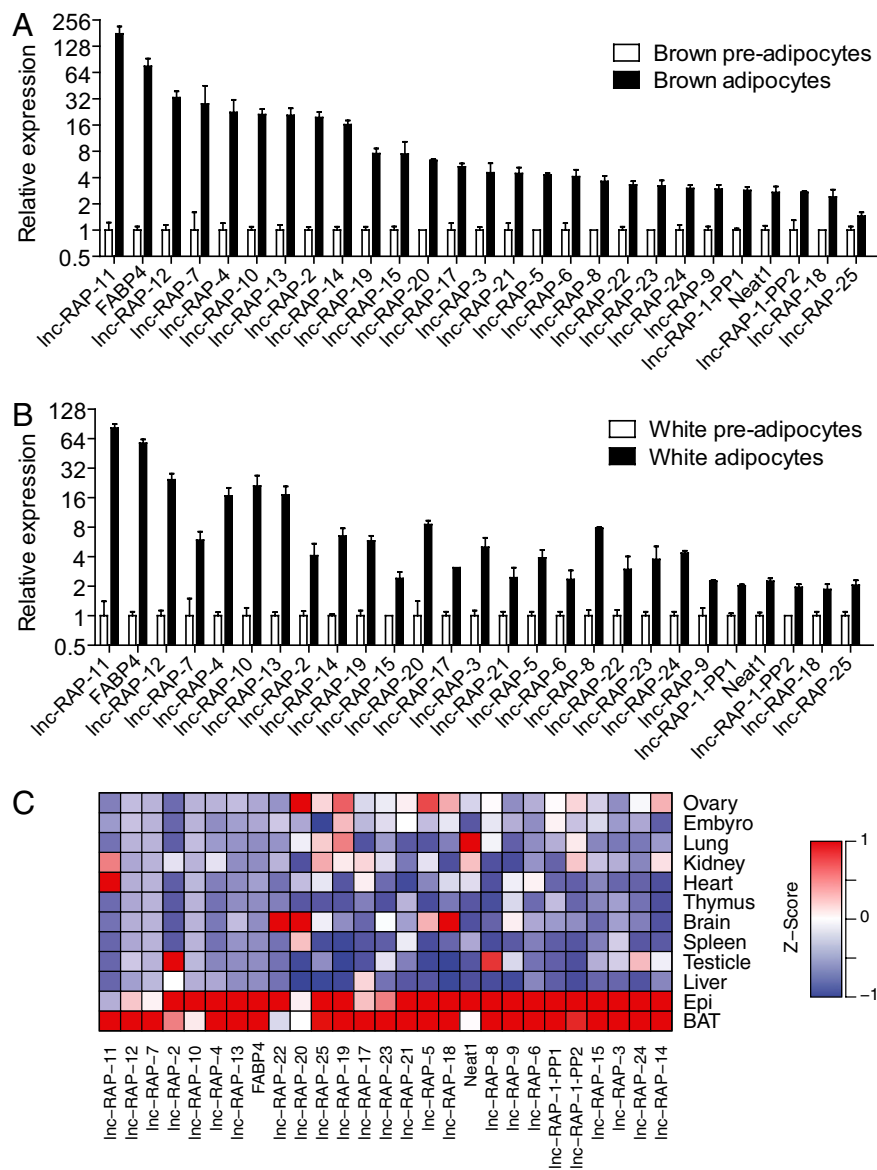 A
256
128
64
32
16
8
4
2
1
0.5
Relative expression
Brown pre-adipocytes
Brown adipocytes
lnc-RAP-11
FABP4
lnc-RAP-12
lnc-RAP-7
lnc-RAP-4
lnc-RAP-10
lnc-RAP-13
lnc-RAP-2
lnc-RAP-14
lnc-RAP-19
lnc-RAP-15
lnc-RAP-20
lnc-RAP-17
lnc-RAP-3
lnc-RAP-21
lnc-RAP-5
lnc-RAP-6
lnc-RAP-8
lnc-RAP-22
lnc-RAP-23
lnc-RAP-24
lnc-RAP-9
lnc-RAP-1-PP1
Neat1
lnc-RAP-1-PP2
lnc-RAP-18
lnc-RAP-25
B
128
64
32
16
8
4
2
1
0.5
Relative expression
White pre-adipocytes
White adipocytes
lnc-RAP-11
FABP4
lnc-RAP-12
lnc-RAP-7
lnc-RAP-4
lnc-RAP-10
lnc-RAP-13
lnc-RAP-2
lnc-RAP-14
lnc-RAP-19
lnc-RAP-15
lnc-RAP-20
lnc-RAP-17
lnc-RAP-3
lnc-RAP-21
lnc-RAP-5
lnc-RAP-6
lnc-RAP-8
lnc-RAP-22
lnc-RAP-23
lnc-RAP-24
lnc-RAP-9
lnc-RAP-1-PP1
Neat1
lnc-RAP-1-PP2
lnc-RAP-18
lnc-RAP-25
C
Ovary
Embyro
Lung
Kidney
Heart
Thymus
Brain
Spleen
Testicle
Liver
Epi
BAT
lnc-RAP-11
lnc-RAP-12
lnc-RAP-7
lnc-RAP-2
lnc-RAP-10
lnc-RAP-4
lnc-RAP-13
FABP4
lnc-RAP-22
lnc-RAP-20
lnc-RAP-25
lnc-RAP-19
lnc-RAP-17
lnc-RAP-23
lnc-RAP-21
lnc-RAP-5
lnc-RAP-18
Neat1
lnc-RAP-8
lnc-RAP-9
lnc-RAP-6
lnc-RAP-1-PP1
lnc-RAP-1-PP2
lnc-RAP-15
lnc-RAP-3
lnc-RAP-24
lnc-RAP-14
Z-Score
1
0
-1